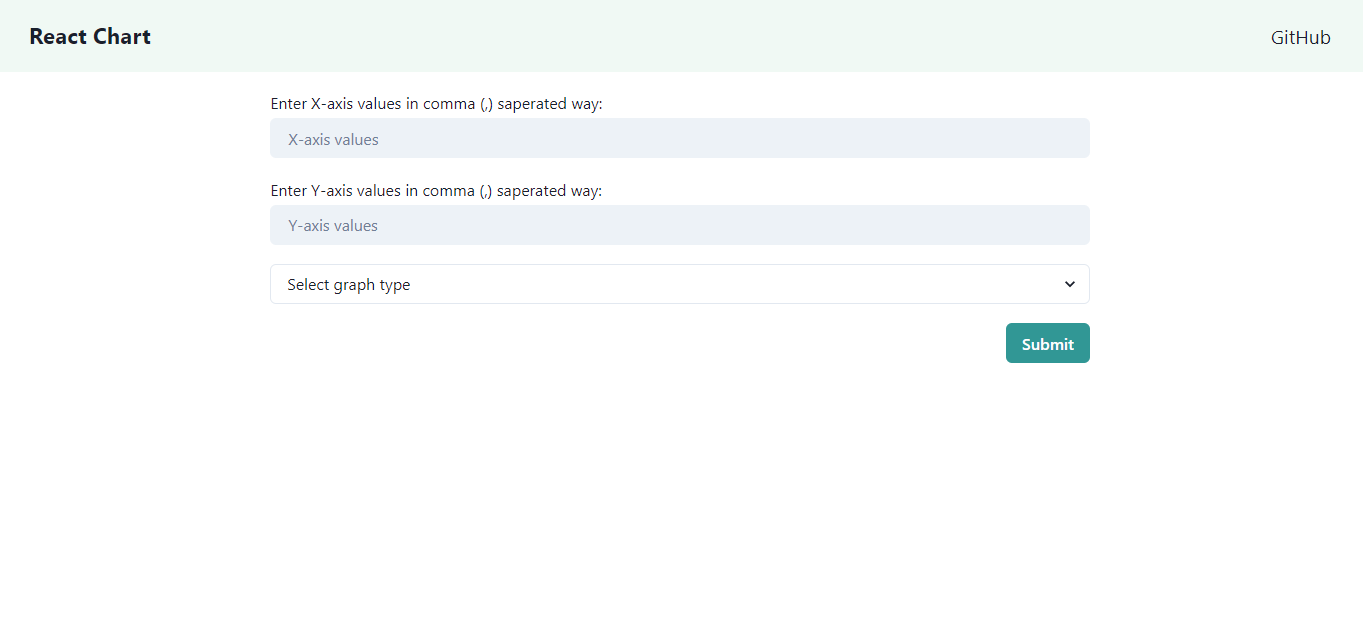 React Chart
GitHub
Enter X-axis values in comma (,) saperated way:
X-axis values
Enter Y-axis values in comma (,) saperated way:
Y-axis values
Select graph type
Submit